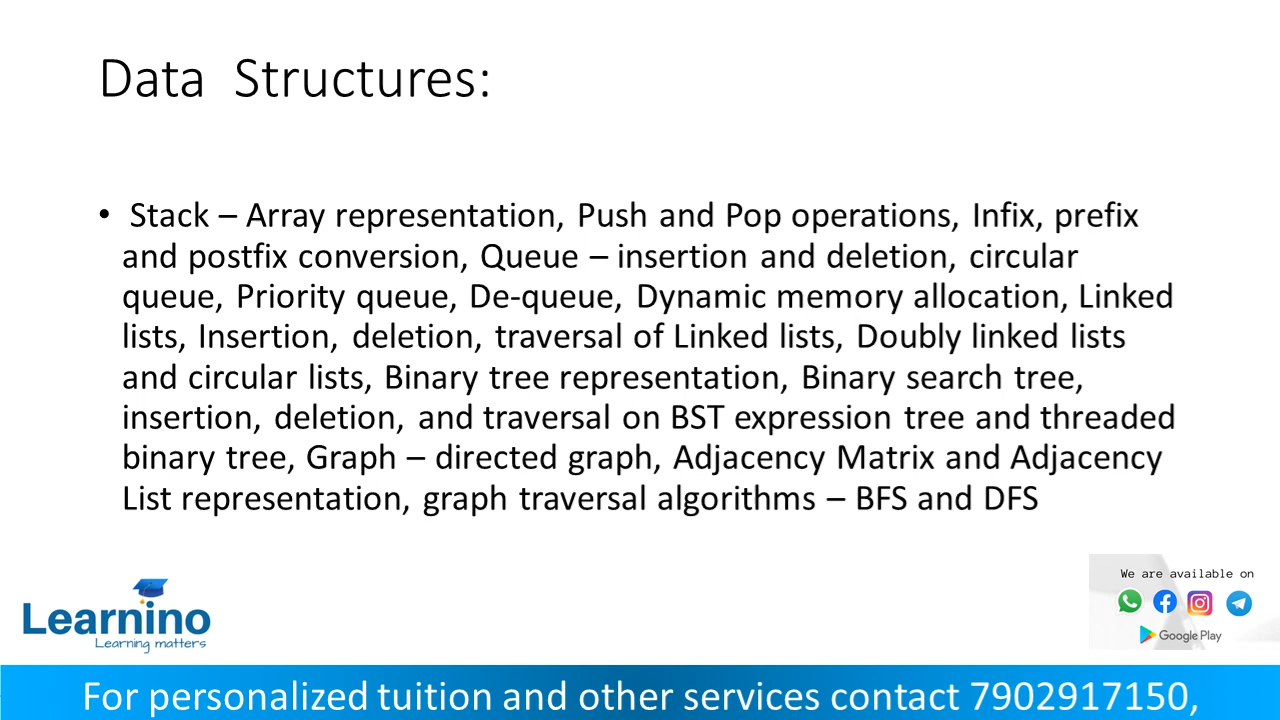 Data Structures:
• Stack – Array representation, Push and Pop operations, Infix, prefix
and postfix conversion, Queue – insertion and deletion, circular
queue, Priority queue, De-queue, Dynamic memory allocation, Linked
lists, Insertion, deletion, traversal of Linked lists, Doubly linked lists
and circular lists, Binary tree representation, Binary search tree,
insertion, deletion, and traversal on BST expression tree and threaded
binary tree, Graph – directed graph, Adjacency Matrix and Adjacency
List representation, graph traversal algorithms – BFS and DFS
Learnino
Learning matters
We are available on
Google Play
For personalized tuition and other services contact 7902917150,